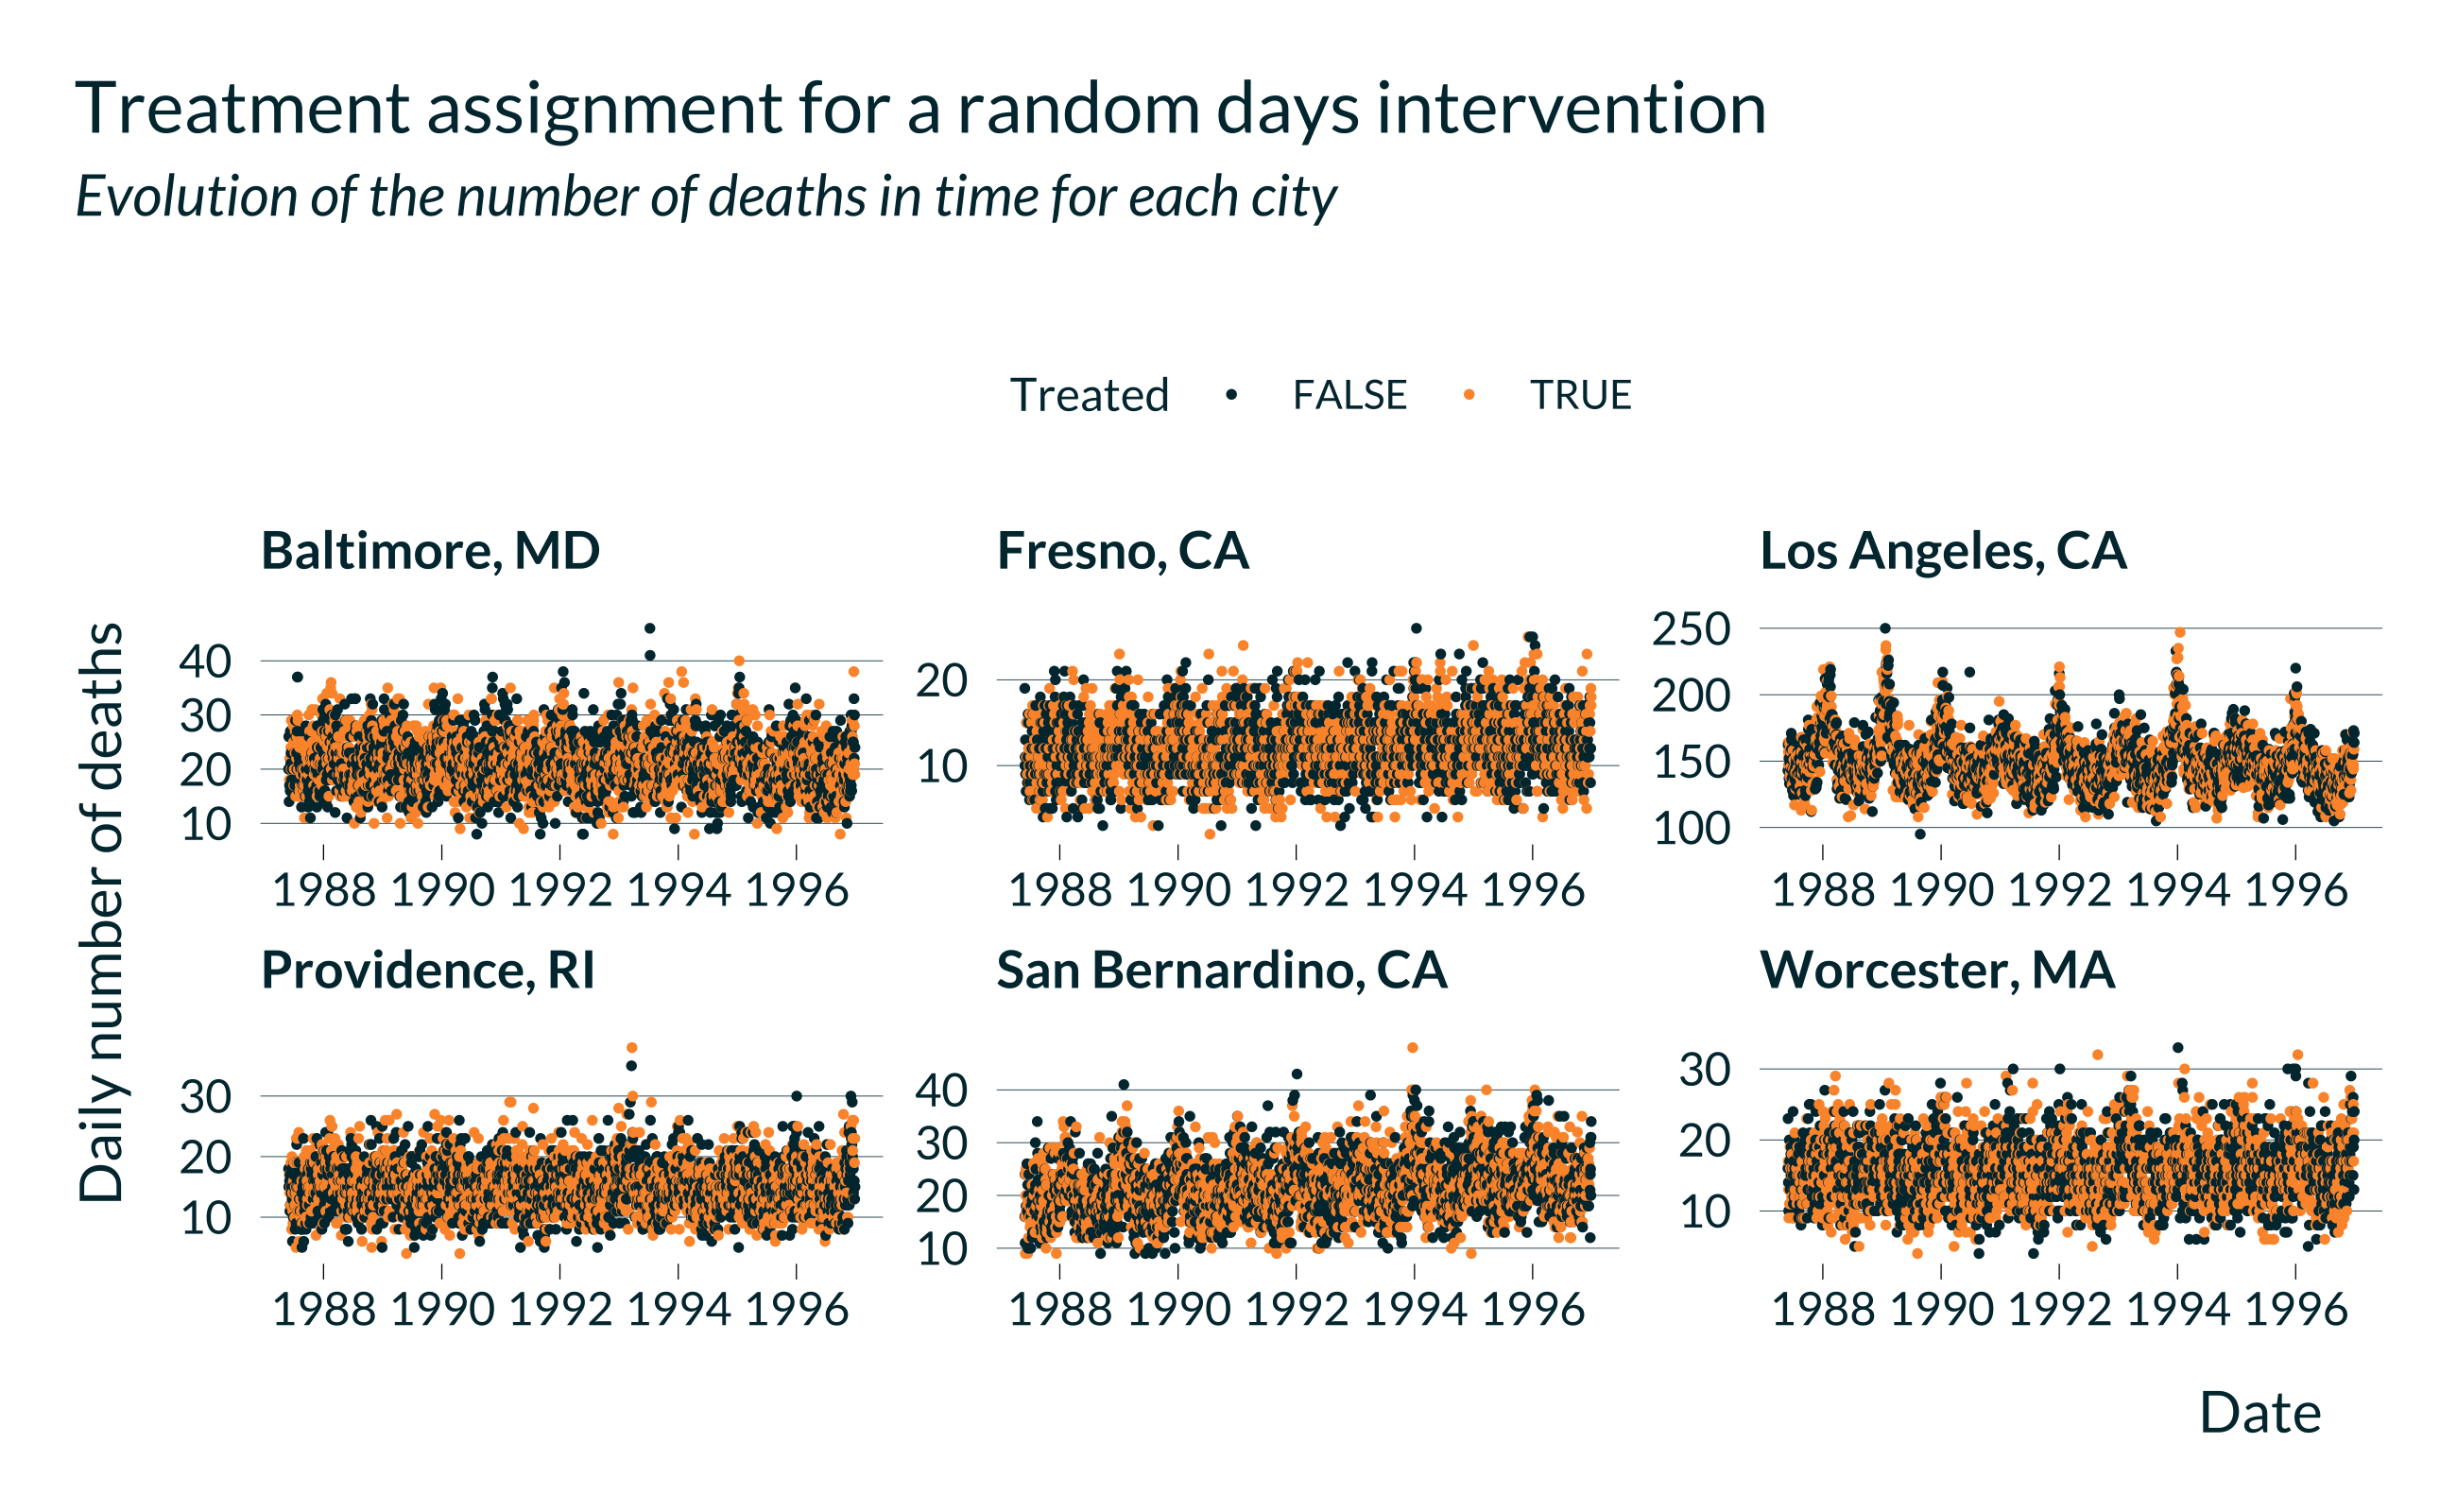 Treatment assignment for a random days intervention
Evolution of the number of deaths in time for each city
Treated FALSE TRUE
Baltimore, MD Fresno, CA Los Angeles, CA
Daily number of deaths
40
30
20
10
1988 1990 1992 1994 1996
20
10
1988 1990 1992 1994 1996
250
200
150
100
1988 1990 1992 1994 1996
Providence, RI San Bernardino, CA Worcester, MA
30
20
10
1988 1990 1992 1994 1996
40
30
20
10
1988 1990 1992 1994 1996
30
20
10
1988 1990 1992 1994 1996
Date